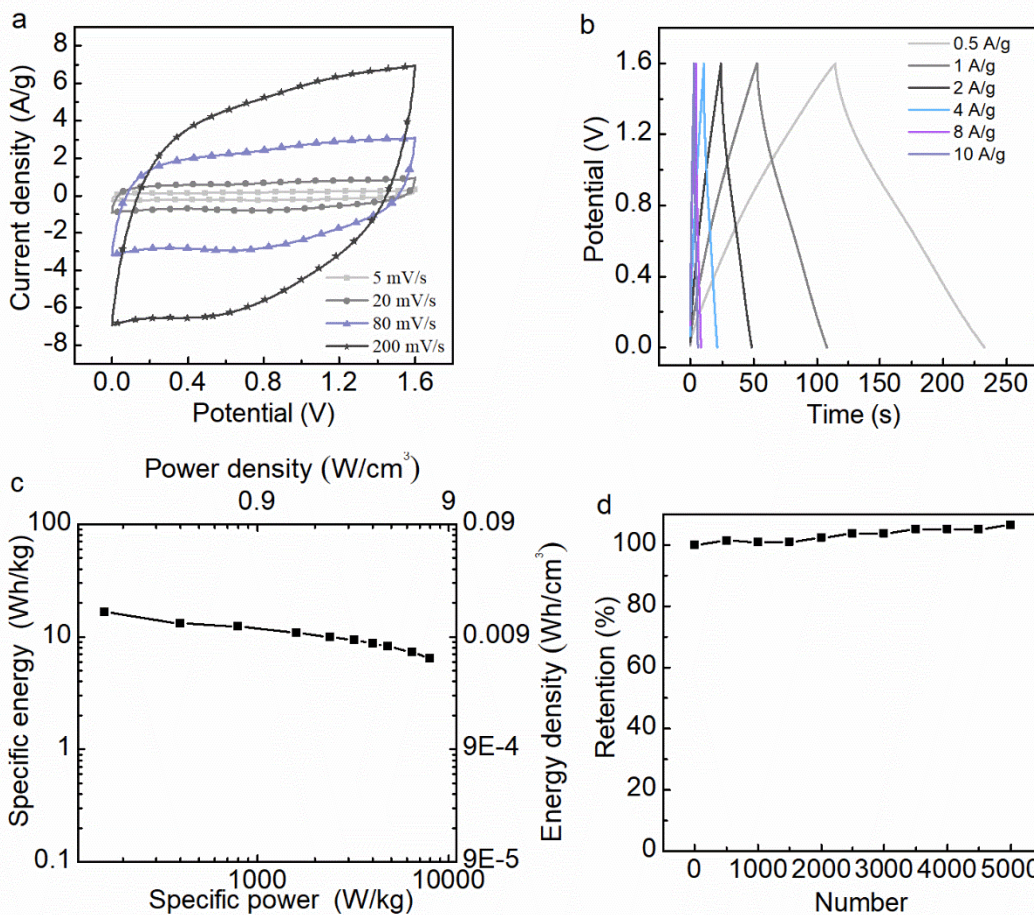 a
8
6
4
2
0
-2
-4
-6
-8
Current density (A/g)
5 mV/s
20 mV/s
80 mV/s
200 mV/s
0.0 0.4 0.8 1.2 1.6
Potential (V)
b
0.5 A/g
1 A/g
2 A/g
4 A/g
8 A/g
10 A/g
1.6
1.2
0.8
0.4
0.0
Potential (V)
0 50 100 150 200 250
Time (s)
c
Power density (W/cm³)
0.9 9
100
10
1
0.1
Specific energy (Wh/kg)
0.09
0.009
9E-4
9E-5
Energy density (Wh/cm³)
1000 10000
Specific power (W/kg)
d
100
80
60
40
20
0
Retention (%)
0 1000 2000 3000 4000 5000
Number